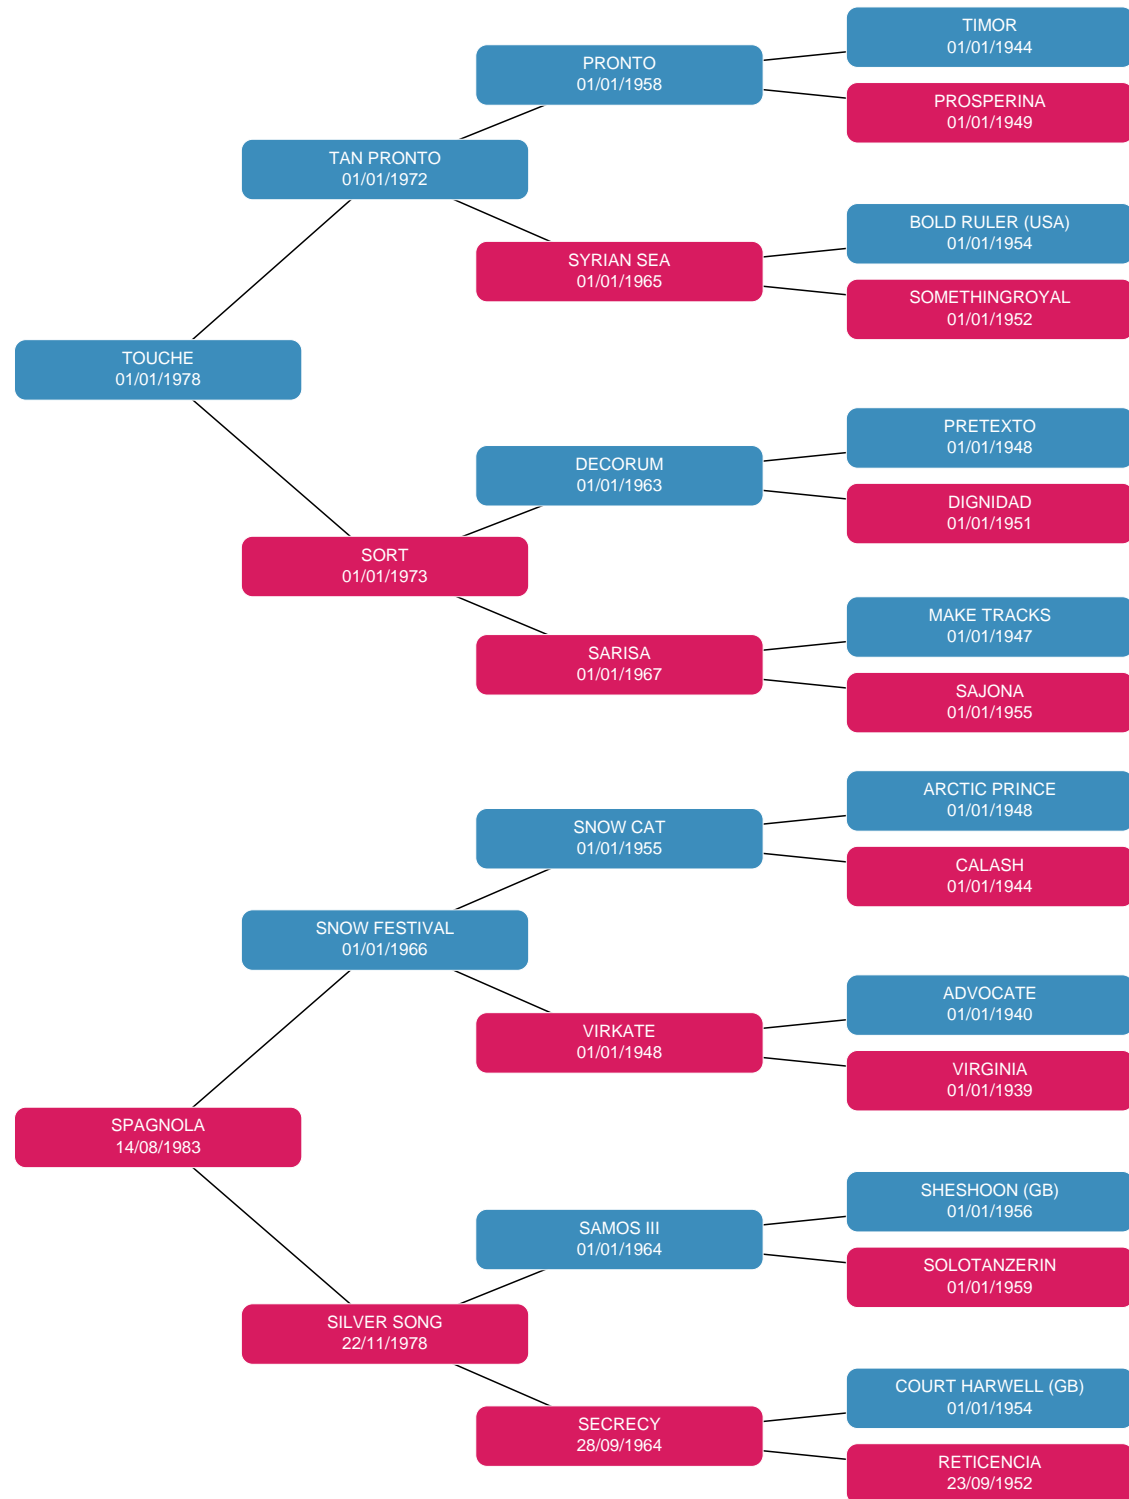 TIMOR
01/01/1944
PRONTO
01/01/1958
PROSPERINA
01/01/1949
TAN PRONTO
01/01/1972
BOLD RULER (USA)
01/01/1954
SYRIAN SEA
01/01/1965
SOMETHINGROYAL
01/01/1952
TOUCHE
01/01/1978
PRETEXTO
01/01/1948
DECORUM
01/01/1963
DIGNIDAD
01/01/1951
SORT
01/01/1973
MAKE TRACKS
01/01/1947
SARISA
01/01/1967
SAJONA
01/01/1955
ARCTIC PRINCE
01/01/1948
SNOW CAT
01/01/1955
CALASH
01/01/1944
SNOW FESTIVAL
01/01/1966
ADVOCATE
01/01/1940
VIRKATE
01/01/1948
VIRGINIA
01/01/1939
SPAGNOLA
14/08/1983
SHESHOON (GB)
01/01/1956
SAMOS III
01/01/1964
SOLOTANZERIN
01/01/1959
SILVER SONG
22/11/1978
COURT HARWELL (GB)
01/01/1954
SECRECY
28/09/1964
RETICENCIA
23/09/1952